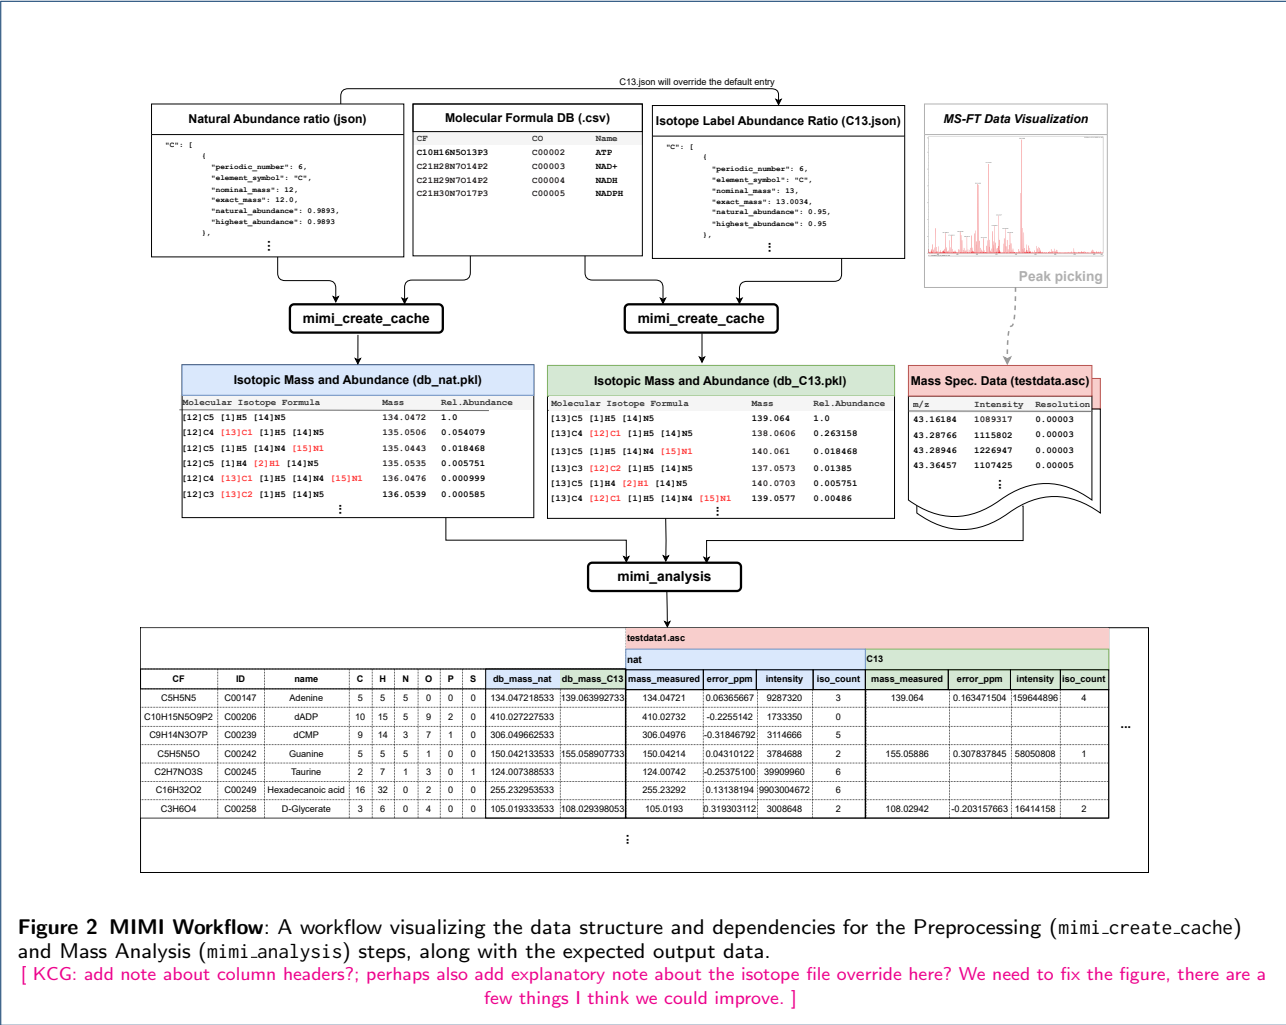 C13.json will override the default entry
Natural Abundance ratio (json)
"C": [
{
"periodic_number": 6,
"element_symbol": "C",
"nominal_mass": 12,
"exact_mass": 12.0,
"natural_abundance": 0.9893,
"highest_abundance": 0.9893
},
⋮
Molecular Formula DB (.csv)
CF CO Name
C10H16N5O13P3 C00002 ATP
C21H28N7O14P2 C00003 NAD+
C21H29N7O14P2 C00004 NADH
C21H30N7O17P3 C00005 NADPH
Isotope Label Abundance Ratio (C13.json)
"C": [
{
"periodic_number": 6,
"element_symbol": "C",
"nominal_mass": 13,
"exact_mass": 13.0034,
"natural_abundance": 0.95,
"highest_abundance": 0.95
},
⋮
MS-FT Data Visualization
Peak picking
mimi_create_cache
mimi_create_cache
Isotopic Mass and Abundance (db_nat.pkl)
Molecular Isotope Formula Mass Rel.Abundance
[12]C5 [1]H5 [14]N5 134.0472 1.0
[12]C4 [13]C1 [1]H5 [14]N5 135.0506 0.054079
[12]C5 [1]H5 [14]N4 [15]N1 135.0443 0.018468
[12]C5 [1]H4 [2]H1 [14]N5 135.0535 0.005751
[12]C4 [13]C1 [1]H5 [14]N4 [15]N1 136.0476 0.000999
[12]C3 [13]C2 [1]H5 [14]N5 136.0539 0.000585
⋮
Isotopic Mass and Abundance (db_C13.pkl)
Molecular Isotope Formula Mass Rel.Abundance
[13]C5 [1]H5 [14]N5 139.064 1.0
[13]C4 [12]C1 [1]H5 [14]N5 138.0606 0.263158
[13]C5 [1]H5 [14]N4 [15]N1 140.061 0.018468
[13]C3 [12]C2 [1]H5 [14]N5 137.0573 0.01385
[13]C5 [1]H4 [2]H1 [14]N5 140.0703 0.005751
[13]C4 [12]C1 [1]H5 [14]N4 [15]N1 139.0577 0.00486
⋮
Mass Spec. Data (testdata.asc)
m/z Intensity Resolution
43.16184 1089317 0.00003
43.28766 1115802 0.00003
43.28946 1226947 0.00003
43.36457 1107425 0.00005
⋮
mimi_analysis
testdata1.asc
nat C13
CF ID name C H N O P S db_mass_nat db_mass_C13 mass_measured error_ppm intensity iso_count mass_measured error_ppm intensity iso_count
C5H5N5 C00147 Adenine 5 5 5 0 0 0 134.047218533 139.063992733 134.04721 0.06365667 9287320 3 139.064 0.163471504 159644896 4
C10H15N5O9P2 C00206 dADP 10 15 5 9 2 0 410.027227533 410.02732 -0.2255142 1733350 0
C9H14N3O7P C00239 dCMP 9 14 3 7 1 0 306.049662533 306.04976 -0.31846792 3114666 5
C5H5N5O C00242 Guanine 5 5 5 1 0 0 150.042133533 155.058907733 150.04214 0.04310122 3784688 2 155.05886 0.307837845 58050808 1
C2H7NO3S C00245 Taurine 2 7 1 3 0 1 124.007388533 124.00742 -0.25375100 39909960 6
C16H32O2 C00249 Hexadecanoic acid 16 32 0 2 0 0 255.232953533 255.23292 0.13138194 9903004672 6
C3H6O4 C00258 D-Glycerate 3 6 0 4 0 0 105.019333533 108.029398053 105.0193 0.319303112 3008648 2 108.02942 -0.203157663 16414158 2
...
⋮
Figure 2 MIMI Workflow: A workflow visualizing the data structure and dependencies for the Preprocessing (mimi_create_cache)
and Mass Analysis (mimi_analysis) steps, along with the expected output data.
[ KCG: add note about column headers?; perhaps also add explanatory note about the isotope file override here? We need to fix the figure, there are a
few things I think we could improve. ]